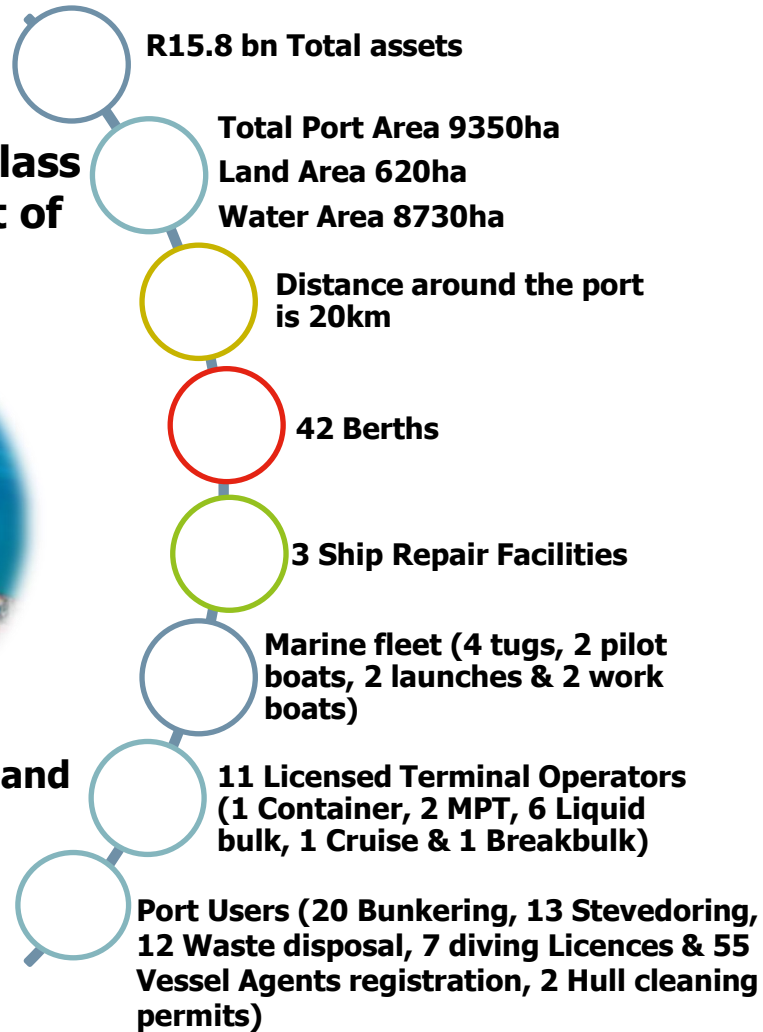 R15.8 bn Total assets
Total Port Area 9350ha
lass
Land Area 620ha
t of
Water Area 8730ha
Distance around the port
is 20km
42 Berths
3 Ship Repair Facilities
Marine fleet (4 tugs, 2 pilot
boats, 2 launches & 2 work
boats)
and
11 Licensed Terminal Operators
(1 Container, 2 MPT, 6 Liquid
bulk, 1 Cruise & 1 Breakbulk)
Port Users (20 Bunkering, 13 Stevedoring,
12 Waste disposal, 7 diving Licences & 55
Vessel Agents registration, 2 Hull cleaning
permits)